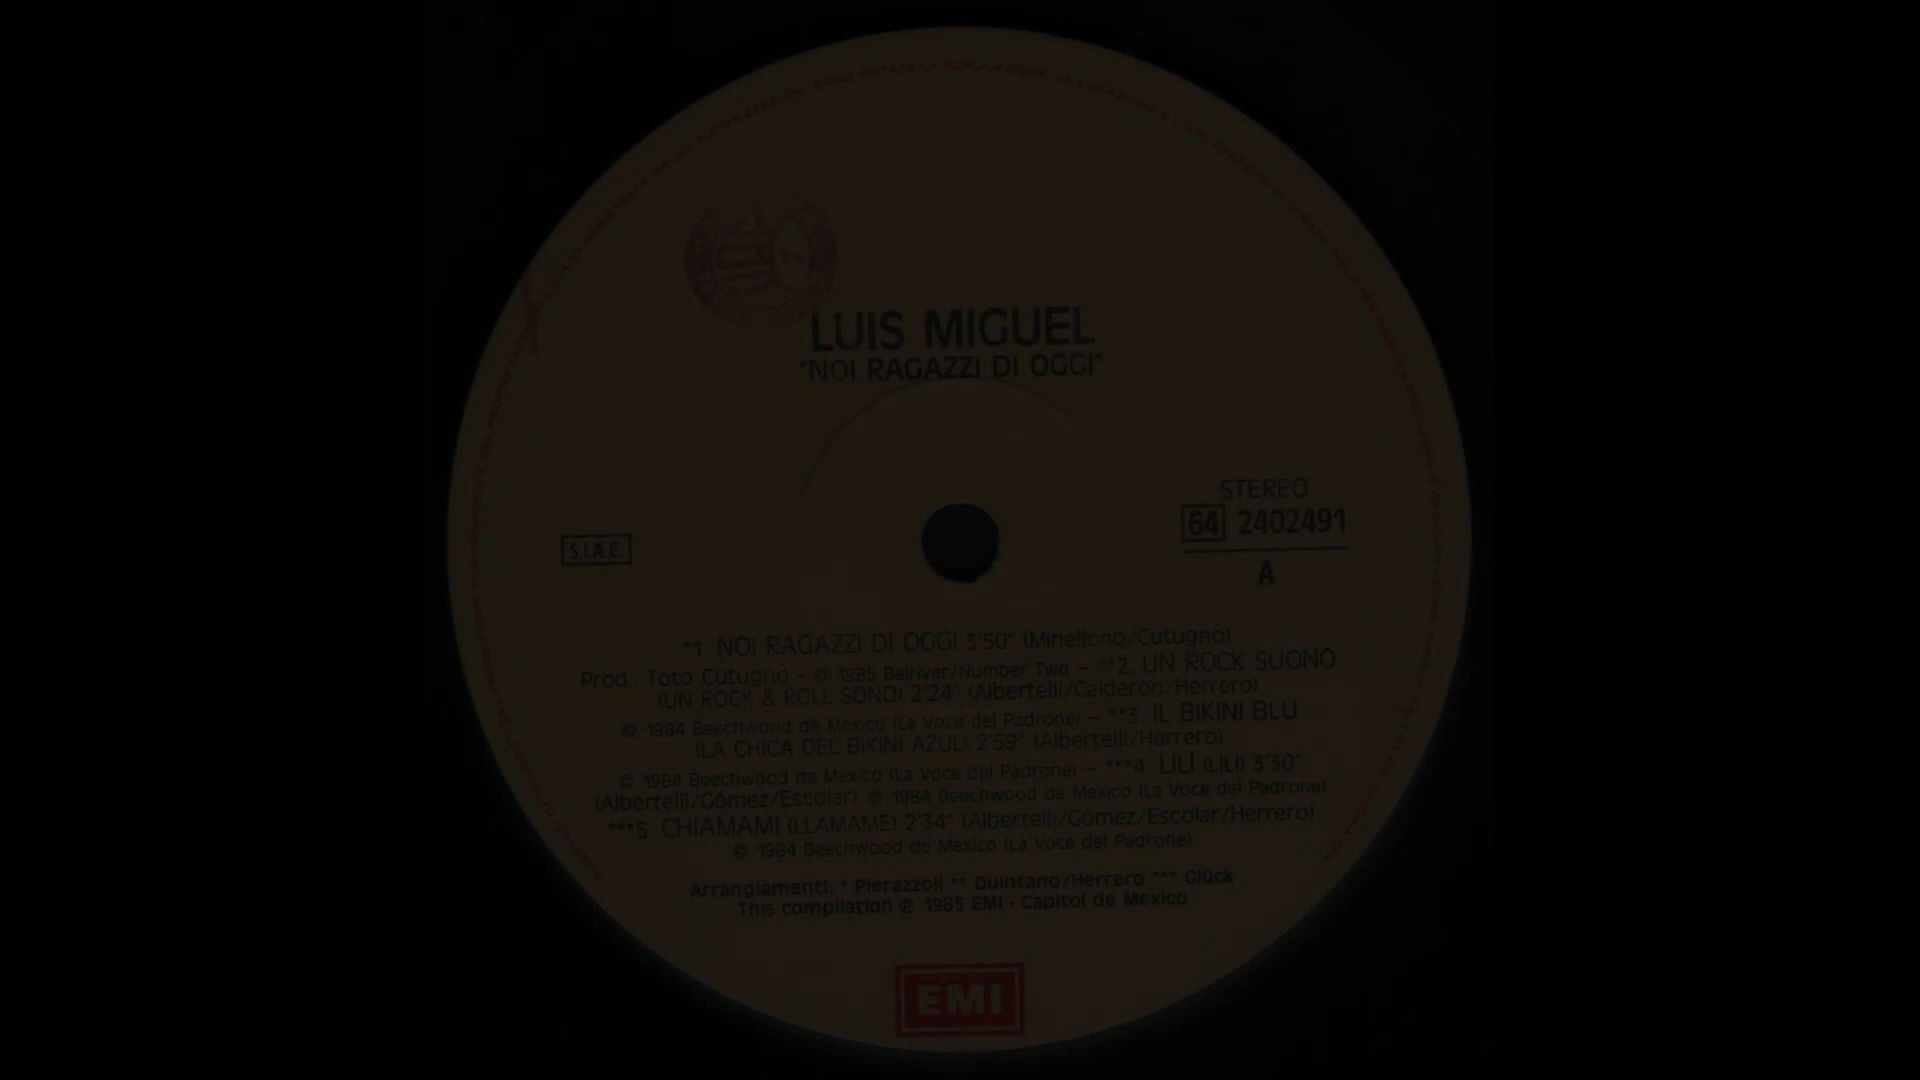 LUIS MIGUEL
"NOI RAGAZZI DI OGGI"
STEREO
64 2402491
A
S.I.A.E.
*1. NOI RAGAZZI DI OGGI 3'50" (Minellono/Cutugno)
Prod.: Toto Cutugno - © 1985 Belriver/Number Two – **2. UN ROCK SUONO
(UN ROCK & ROLL SONO) 2'24" (Albertelli/Calderon/Herrero)
© 1984 Beechwood de Mexico (La Voce del Padrone) – **3. IL BIKINI BLU
(LA CHICA DEL BIKINI AZUL) 2'59" (Albertelli/Herrero)
© 1984 Beechwood de Mexico (La Voce del Padrone) – ***4. LILÌ (LILI) 3'30"
(Albertelli/Gómez/Escolar) © 1984 Beechwood de Mexico (La Voce del Padrone)
***5. CHIAMAMI (LLAMAME) 2'34" (Albertelli/Gómez/Escolar/Herrero)
© 1984 Beechwood de Mexico (La Voce del Padrone)
Arrangiamenti: * Pierazzoli ** Quintano/Herrero *** Glück
This compilation ℗ 1985 EMI - Capitol de Mexico
EMI